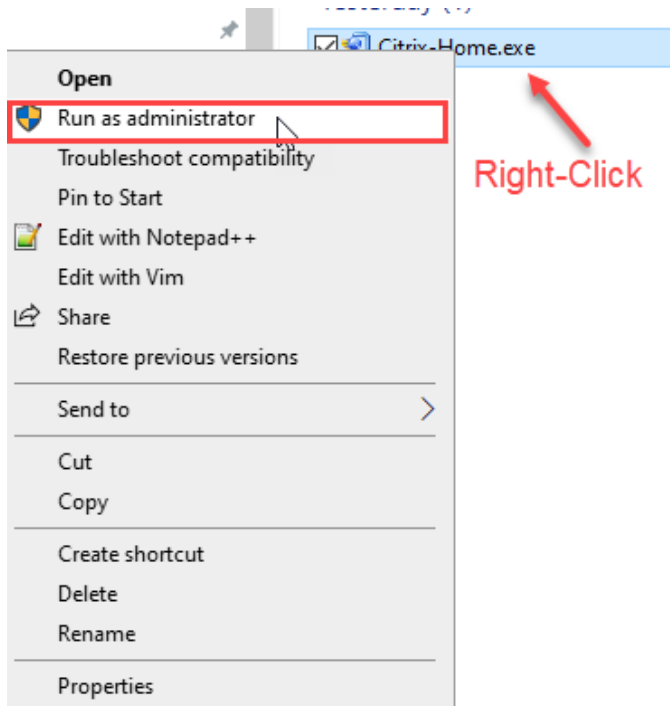 Citrix-Home.exe
Open
Run as administrator
Troubleshoot compatibility
Right-Click
Pin to Start
Edit with Notepad++
Edit with Vim
Share
Restore previous versions
Send to
Cut
Copy
Create shortcut
Delete
Rename
Properties